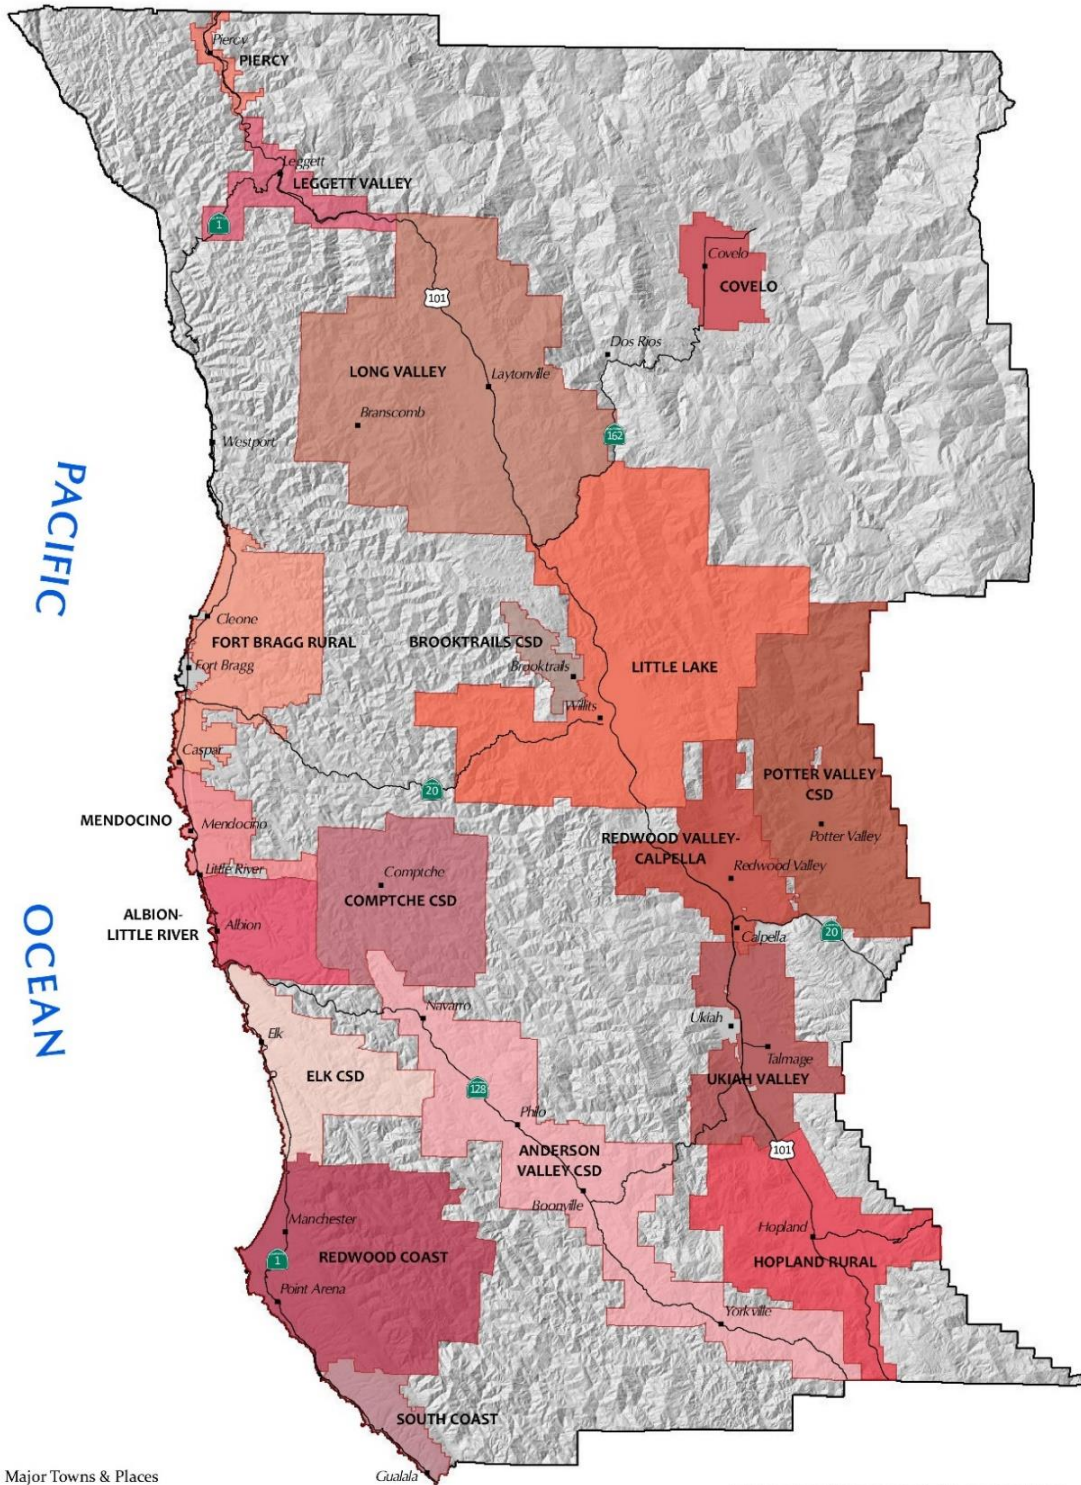 Piercy
PIERCY
Leggett
LEGGETT VALLEY
1
Covelo
COVELO
101
Dos Rios
LONG VALLEY
Laytonville
Branscomb
162
Westport
PACIFIC
Cleone
FORT BRAGG RURAL
BROOKTRAILS CSD
Fort Bragg
Brooktrails
LITTLE LAKE
Willits
Caspar
20
POTTER VALLEY
CSD
MENDOCINO
Mendocino
Potter Valley
REDWOOD VALLEY-
CALPELLA
Little River
Comptche
Redwood Valley
COMPTCHE CSD
ALBION-
LITTLE RIVER
Albion
Calpella
20
OCEAN
Navarro
Ukiah
Elk
Talmage
ELK CSD
UKIAH VALLEY
128
Philo
ANDERSON
VALLEY CSD
101
Boonville
Manchester
Hopland
REDWOOD COAST
HOPLAND RURAL
1
Point Arena
Yorkville
SOUTH COAST
Gualala
Major Towns & Places